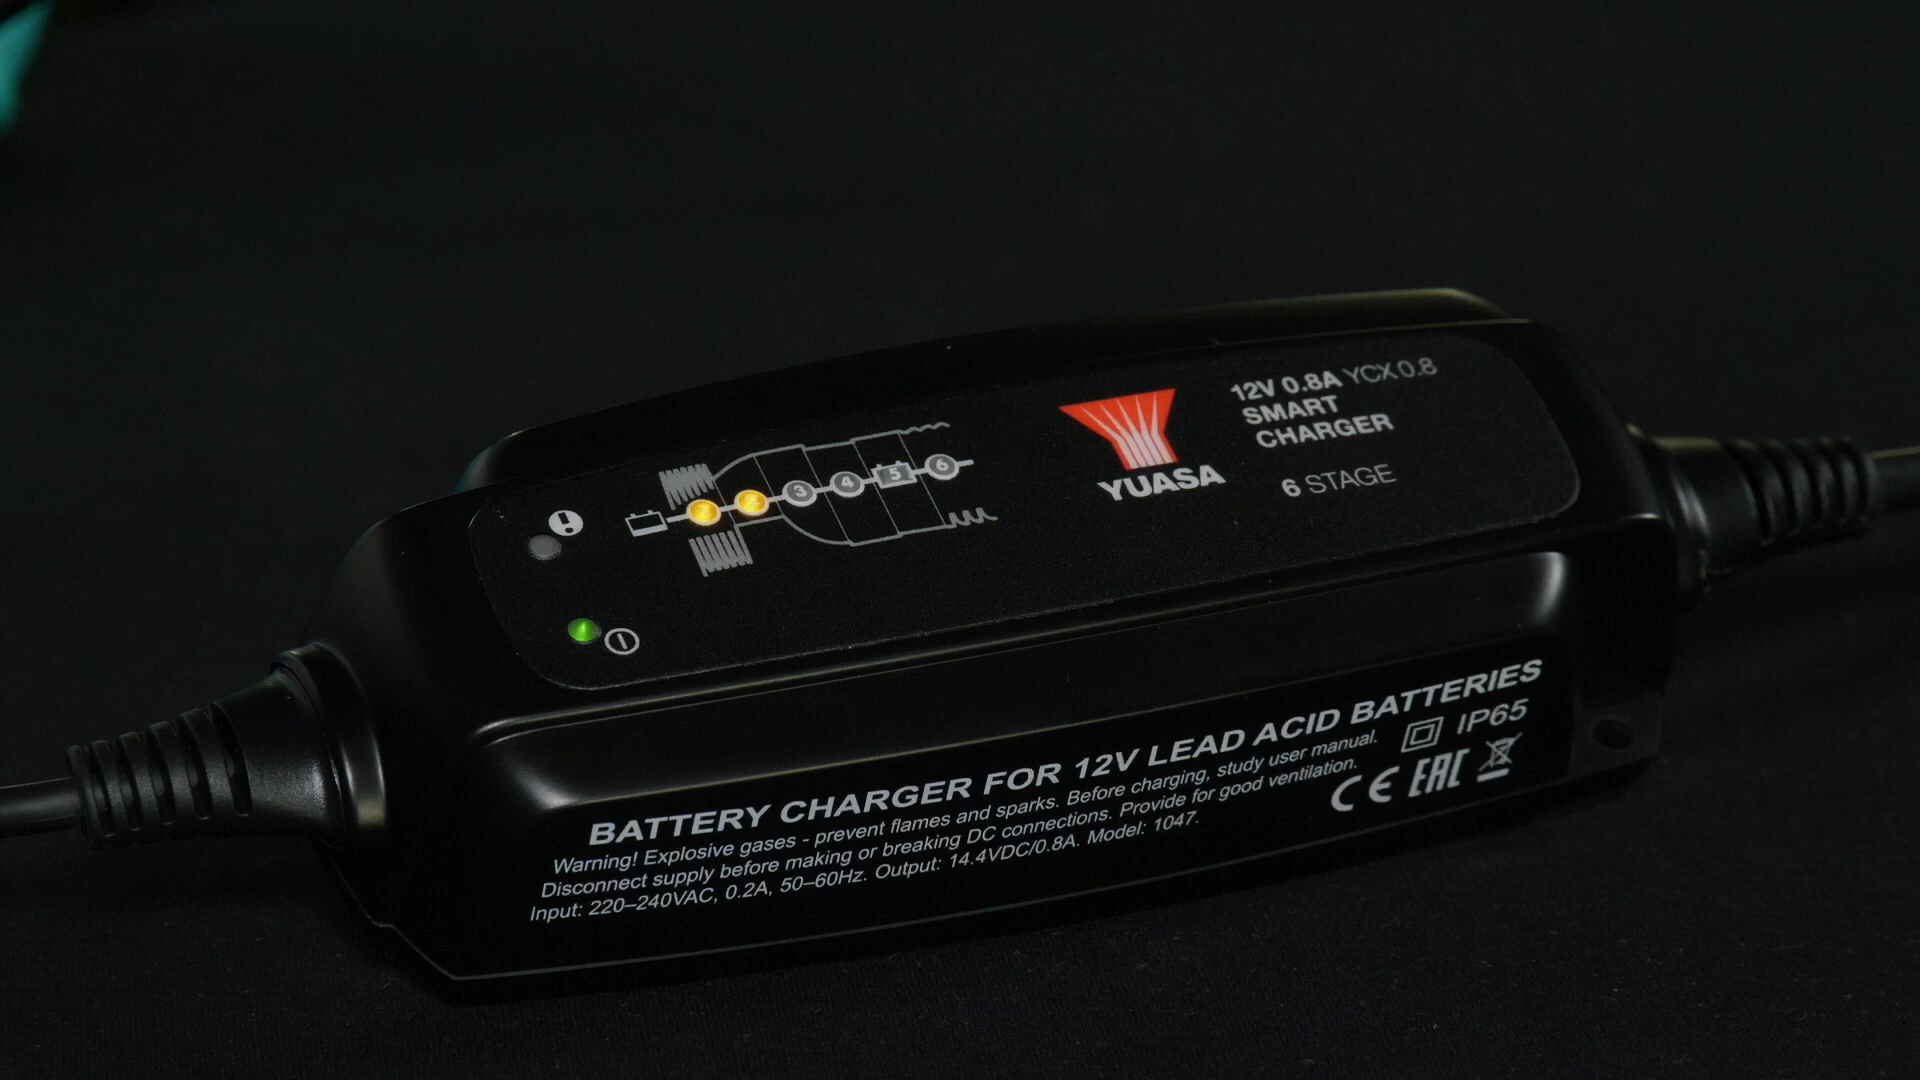 12V 0.8A YCX 0.8
SMART
CHARGER
6 STAGE
YUASA
1 2 3 4 5 6
BATTERY CHARGER FOR 12V LEAD ACID BATTERIES
Warning! Explosive gases - prevent flames and sparks. Before charging, study user manual.
Disconnect supply before making or breaking DC connections. Provide for good ventilation.
Input: 220–240VAC, 0.2A, 50–60Hz. Output: 14.4VDC/0.8A. Model: 1047.
IP65
CE EAC